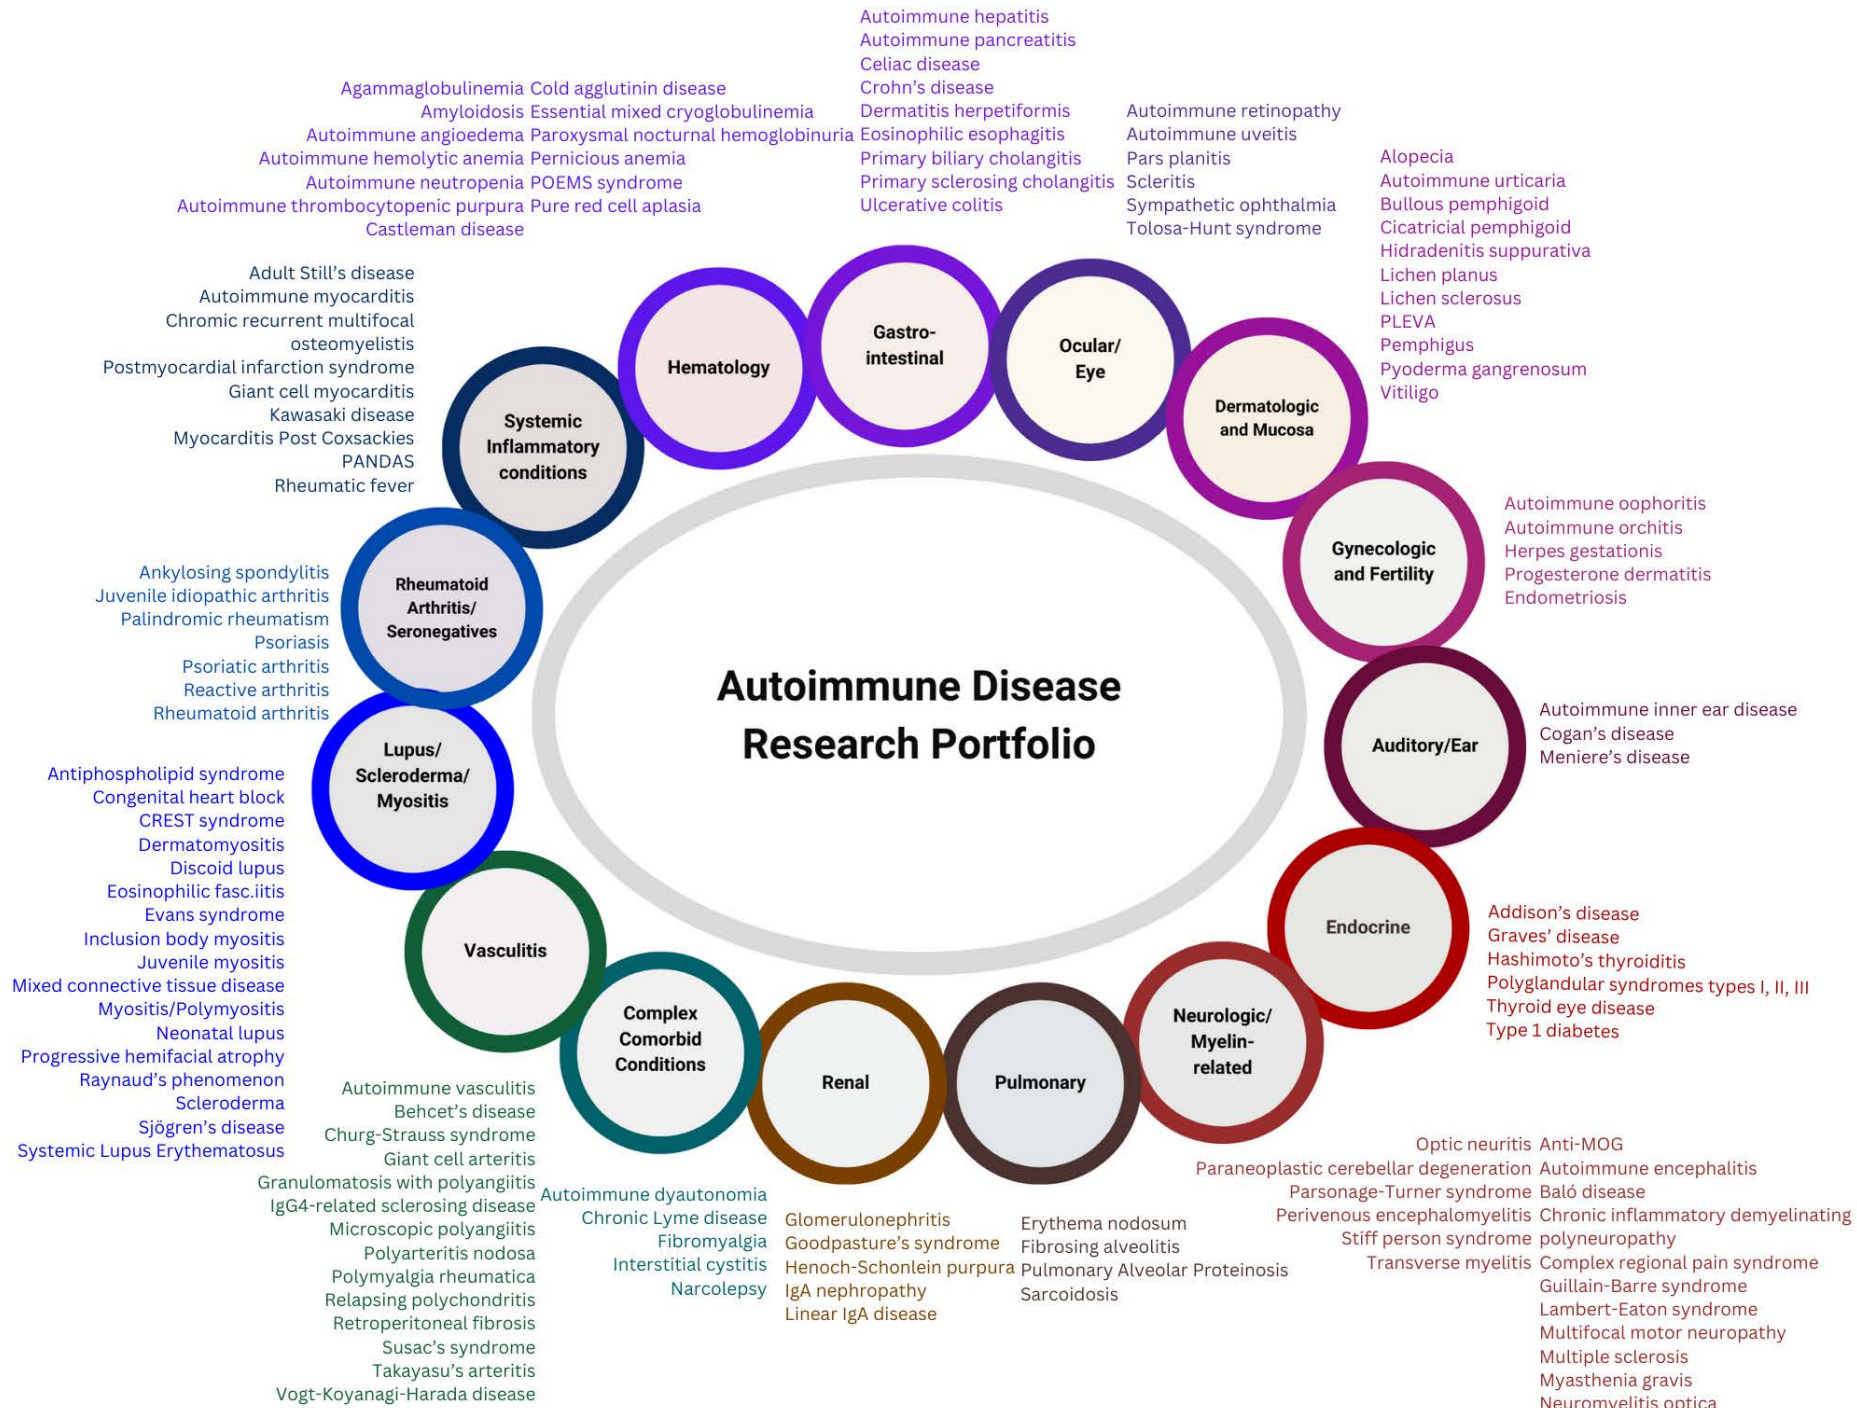 Autoimmune hepatitis
Autoimmune pancreatitis
Celiac disease
Crohn's disease
Dermatitis herpetiformis
Eosinophilic esophagitis
Primary biliary cholangitis
Primary sclerosing cholangitis
Ulcerative colitis
Agammaglobulinemia
Amyloidosis
Autoimmune angioedema
Autoimmune hemolytic anemia
Autoimmune neutropenia
Autoimmune thrombocytopenic purpura
Castleman disease
Cold agglutinin disease
Essential mixed cryoglobulinemia
Paroxysmal nocturnal hemoglobinuria
Pernicious anemia
POEMS syndrome
Pure red cell aplasia
Autoimmune retinopathy
Autoimmune uveitis
Pars planitis
Scleritis
Sympathetic ophthalmia
Tolosa-Hunt syndrome
Alopecia
Autoimmune urticaria
Bullous pemphigoid
Cicatricial pemphigoid
Hidradenitis suppurativa
Lichen planus
Lichen sclerosus
PLEVA
Pemphigus
Pyoderma gangrenosum
Vitiligo
Adult Still's disease
Autoimmune myocarditis
Chromic recurrent multifocal
osteomyelistis
Postmyocardial infarction syndrome
Giant cell myocarditis
Kawasaki disease
Myocarditis Post Coxsackies
PANDAS
Rheumatic fever
Systemic
Inflammatory
conditions
Hematology
Gastro-
intestinal
Ocular/
Eye
Dermatologic
and Mucosa
Gynecologic
and Fertility
Autoimmune oophoritis
Autoimmune orchitis
Herpes gestationis
Progesterone dermatitis
Endometriosis
Ankylosing spondylitis
Juvenile idiopathic arthritis
Palindromic rheumatism
Psoriasis
Psoriatic arthritis
Reactive arthritis
Rheumatoid arthritis
Rheumatoid
Arthritis/
Seronegatives
Autoimmune Disease
Research Portfolio
Auditory/Ear
Autoimmune inner ear disease
Cogan's disease
Meniere's disease
Lupus/
Scleroderma/
Myositis
Antiphospholipid syndrome
Congenital heart block
CREST syndrome
Dermatomyositis
Discoid lupus
Eosinophilic fasc.iitis
Evans syndrome
Inclusion body myositis
Juvenile myositis
Mixed connective tissue disease
Myositis/Polymyositis
Neonatal lupus
Progressive hemifacial atrophy
Raynaud's phenomenon
Scleroderma
Sjögren's disease
Systemic Lupus Erythematosus
Vasculitis
Endocrine
Addison's disease
Graves' disease
Hashimoto's thyroiditis
Polyglandular syndromes types I, II, III
Thyroid eye disease
Type 1 diabetes
Complex
Comorbid
Conditions
Renal
Pulmonary
Neurologic/
Myelin-
related
Autoimmune vasculitis
Behcet's disease
Churg-Strauss syndrome
Giant cell arteritis
Granulomatosis with polyangiitis
IgG4-related sclerosing disease
Microscopic polyangiitis
Polyarteritis nodosa
Polymyalgia rheumatica
Relapsing polychondritis
Retroperitoneal fibrosis
Susac's syndrome
Takayasu's arteritis
Vogt-Koyanagi-Harada disease
Autoimmune dyautonomia
Chronic Lyme disease
Fibromyalgia
Interstitial cystitis
Narcolepsy
Glomerulonephritis
Goodpasture's syndrome
Henoch-Schonlein purpura
IgA nephropathy
Linear IgA disease
Erythema nodosum
Fibrosing alveolitis
Pulmonary Alveolar Proteinosis
Sarcoidosis
Optic neuritis
Paraneoplastic cerebellar degeneration
Parsonage-Turner syndrome
Perivenous encephalomyelitis
Stiff person syndrome
Transverse myelitis
Anti-MOG
Autoimmune encephalitis
Baló disease
Chronic inflammatory demyelinating
polyneuropathy
Complex regional pain syndrome
Guillain-Barre syndrome
Lambert-Eaton syndrome
Multifocal motor neuropathy
Multiple sclerosis
Myasthenia gravis
Neuromyelitis optica